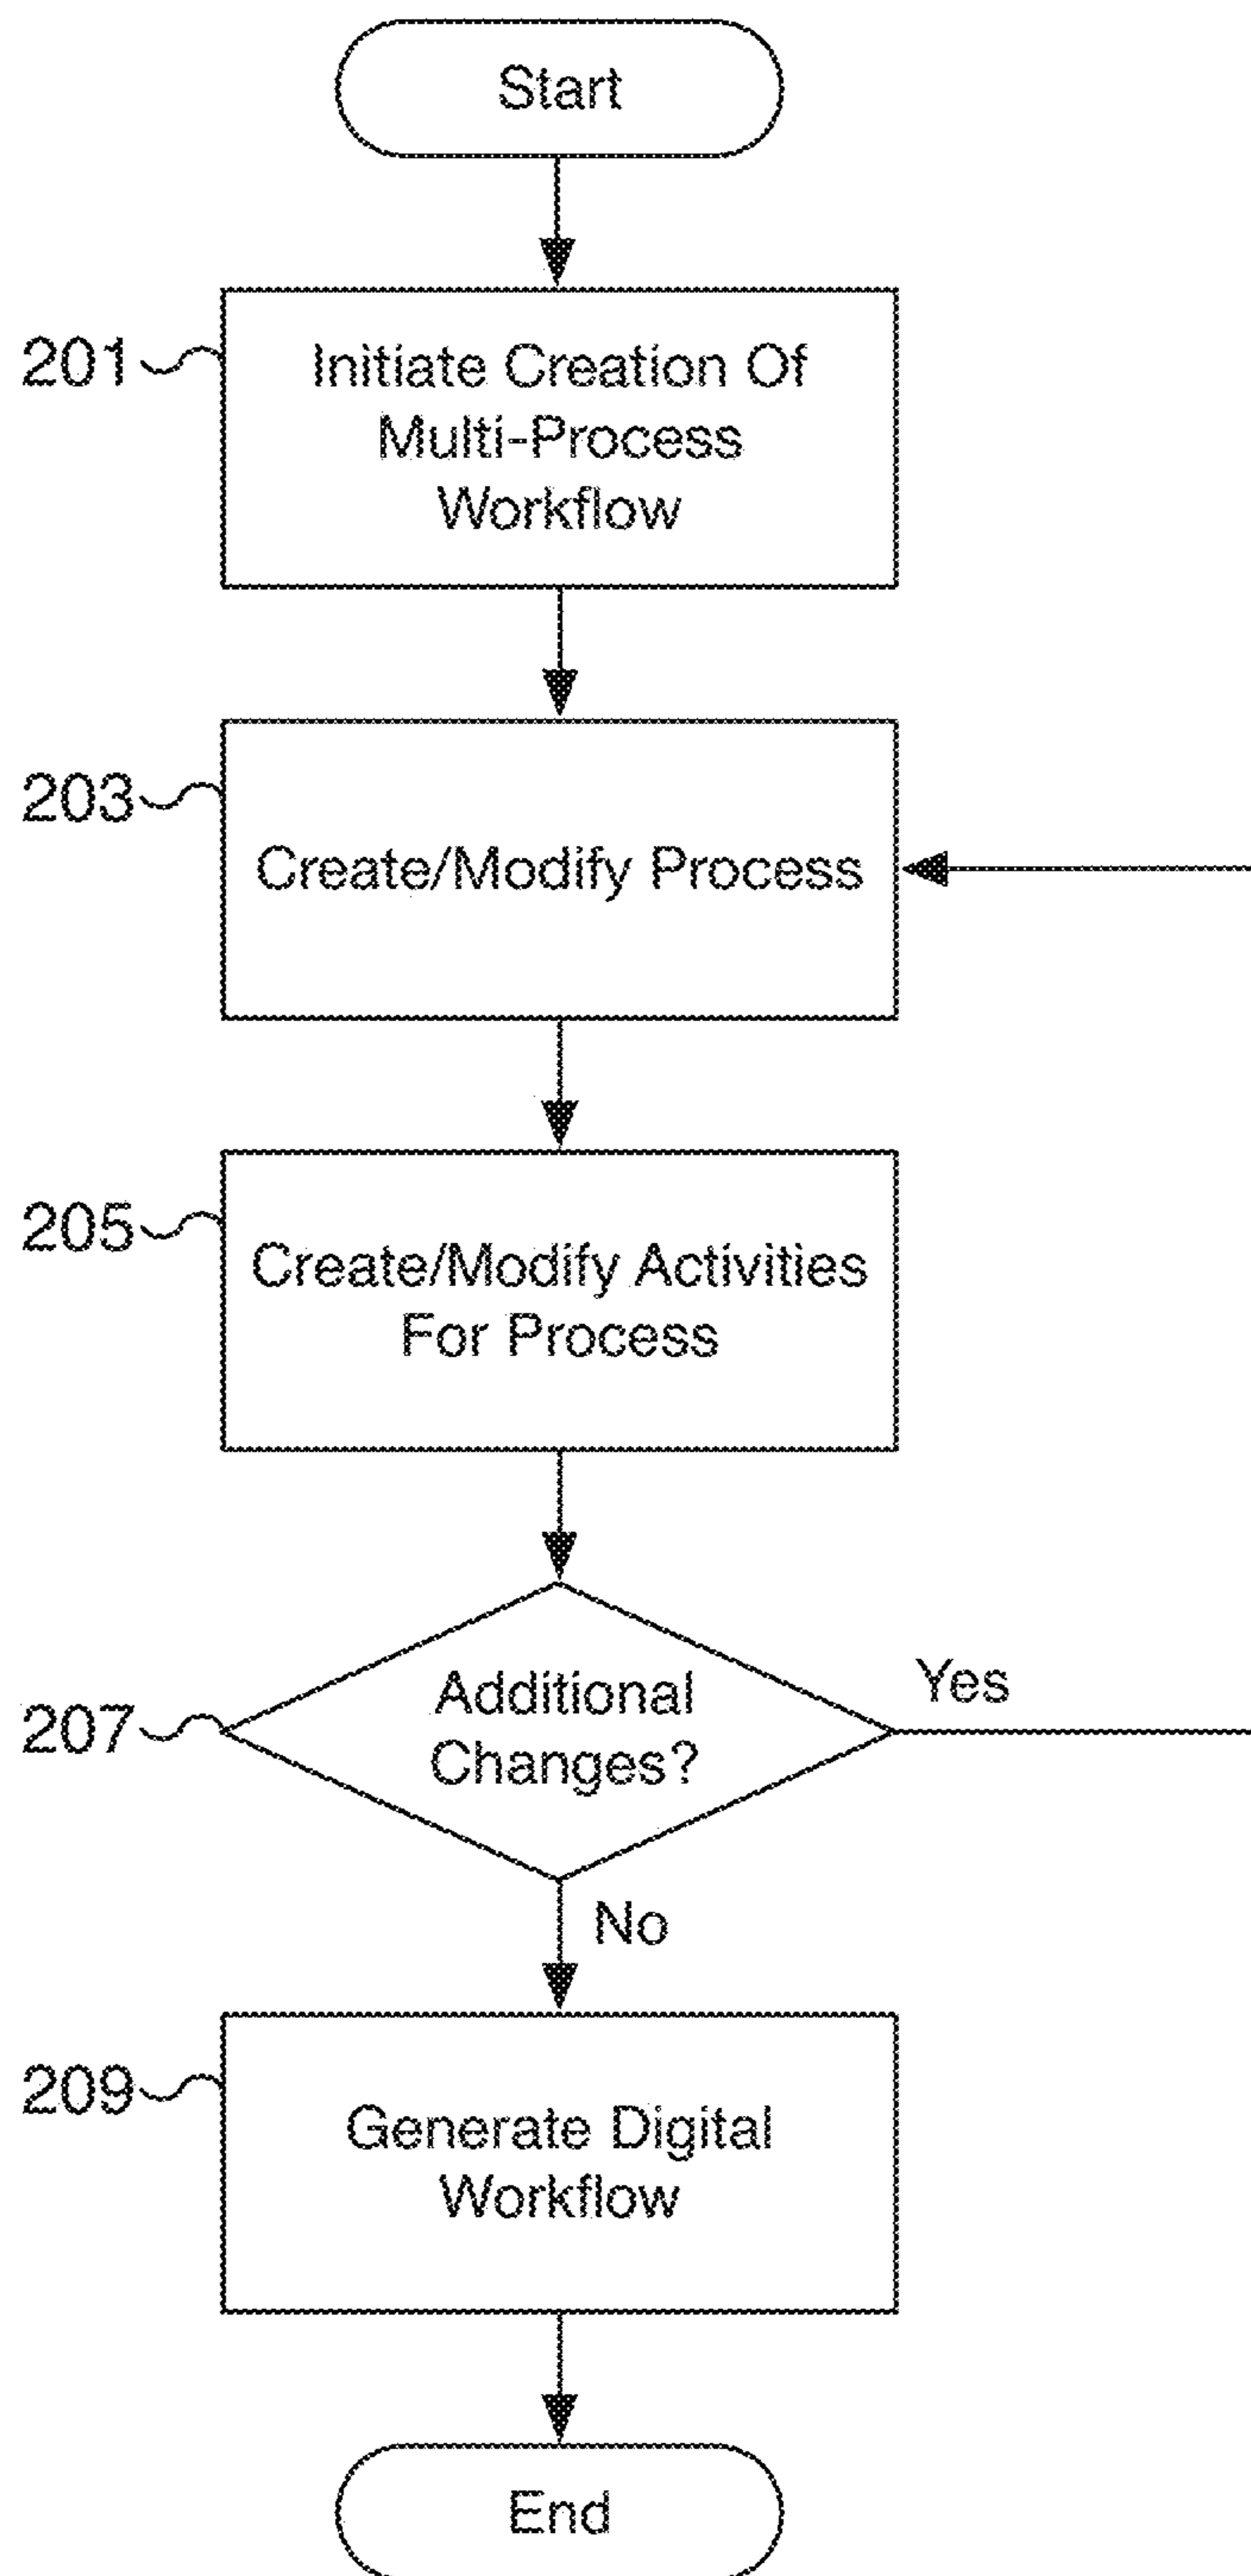 Start
201
Initiate Creation Of
Multi-Process
Workflow
203
Create/Modify Process
205
Create/Modify Activities
For Process
207
Additional
Changes?
Yes
No
209
Generate Digital
Workflow
End